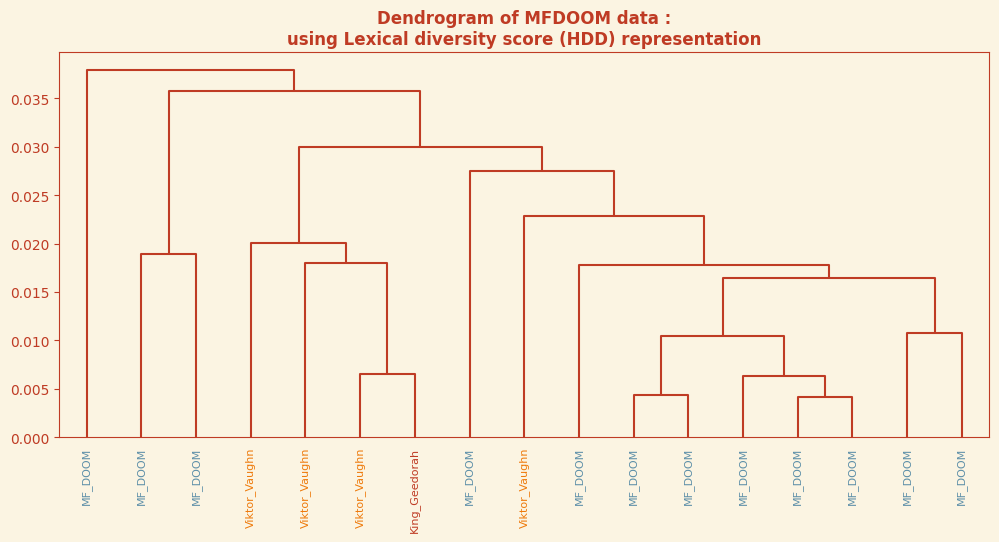 Dendrogram of MFDOOM data :
using Lexical diversity score (HDD) representation
0.035
0.030
0.025
0.020
0.015
0.010
0.005
0.000
MF_DOOM
MF_DOOM
MF_DOOM
Viktor_Vaughn
Viktor_Vaughn
Viktor_Vaughn
King_Geedorah
MF_DOOM
Viktor_Vaughn
MF_DOOM
MF_DOOM
MF_DOOM
MF_DOOM
MF_DOOM
MF_DOOM
MF_DOOM
MF_DOOM